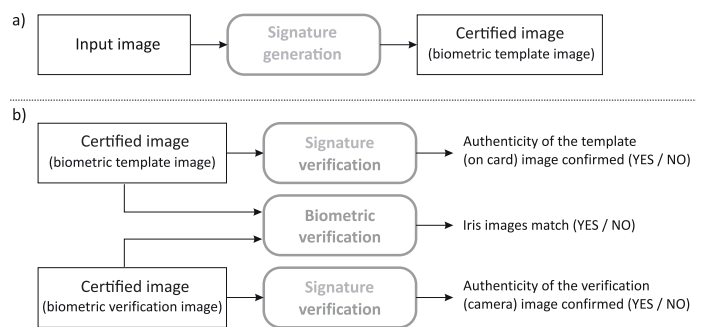 a)
Input image
Signature
generation
Certified image
(biometric template image)
b)
Certified image
(biometric template image)
Signature
verification
Authenticity of the template
(on card) image confirmed (YES / NO)
Biometric
verification
Iris images match (YES / NO)
Certified image
(biometric verification image)
Signature
verification
Authenticity of the verification
(camera) image confirmed (YES / NO)